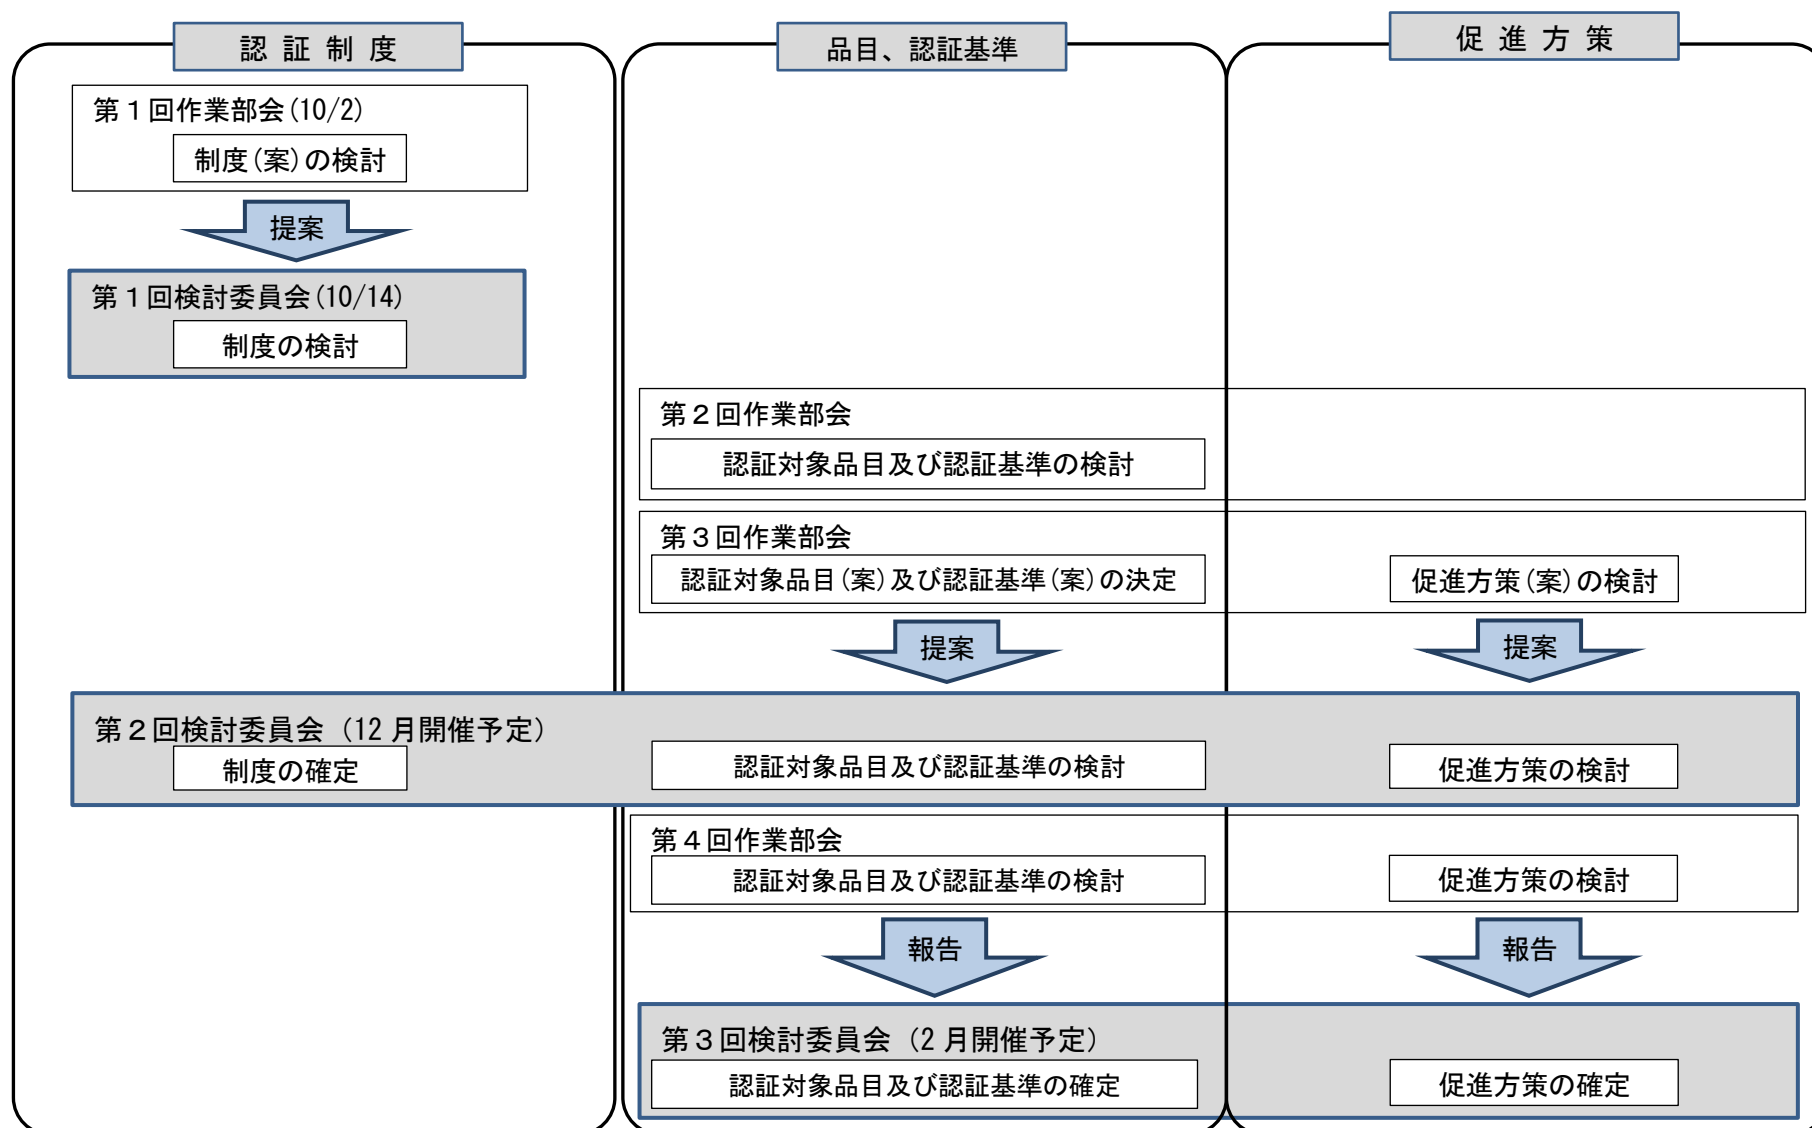 認 証 制 度
品目、認証基準
促 進 方 策
第1回作業部会(10/2)
制度(案)の検討
提案
第1回検討委員会(10/14)
制度の検討
第2回作業部会
認証対象品目及び認証基準の検討
第3回作業部会
認証対象品目(案)及び認証基準(案)の決定
促進方策(案)の検討
提案
提案
第2回検討委員会(12月開催予定)
制度の確定
認証対象品目及び認証基準の検討
促進方策の検討
第4回作業部会
認証対象品目及び認証基準の検討
促進方策の検討
報告
報告
第3回検討委員会(2月開催予定)
認証対象品目及び認証基準の確定
促進方策の確定